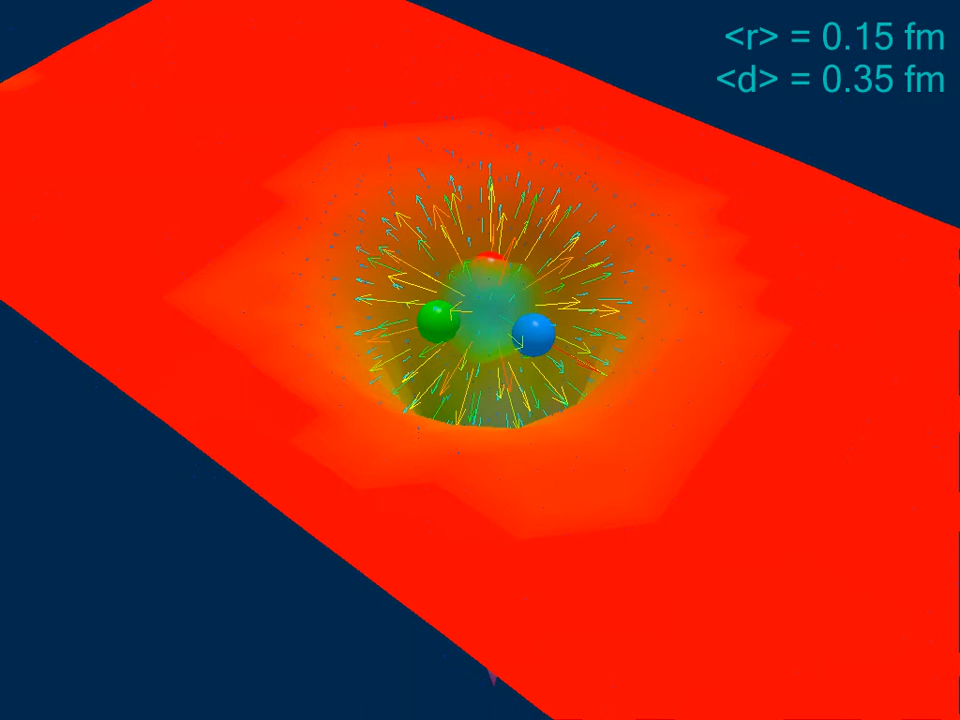 <r> = 0.15 fm
<d> = 0.35 fm